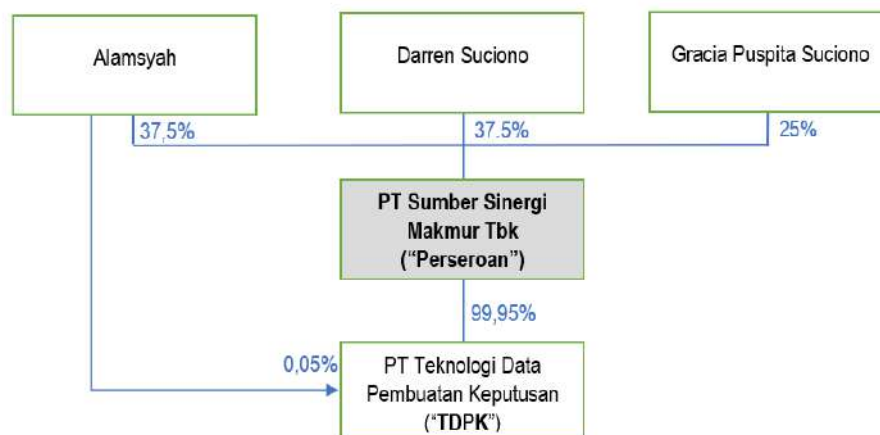 Alamsyah
Darren Suciono
Gracia Puspita Suciono
37,5%
37.5%
25%
PT Sumber Sinergi
Makmur Tbk
(“Perseroan”)
99,95%
0,05%
PT Teknologi Data
Pembuatan Keputusan
(“TDPK”)